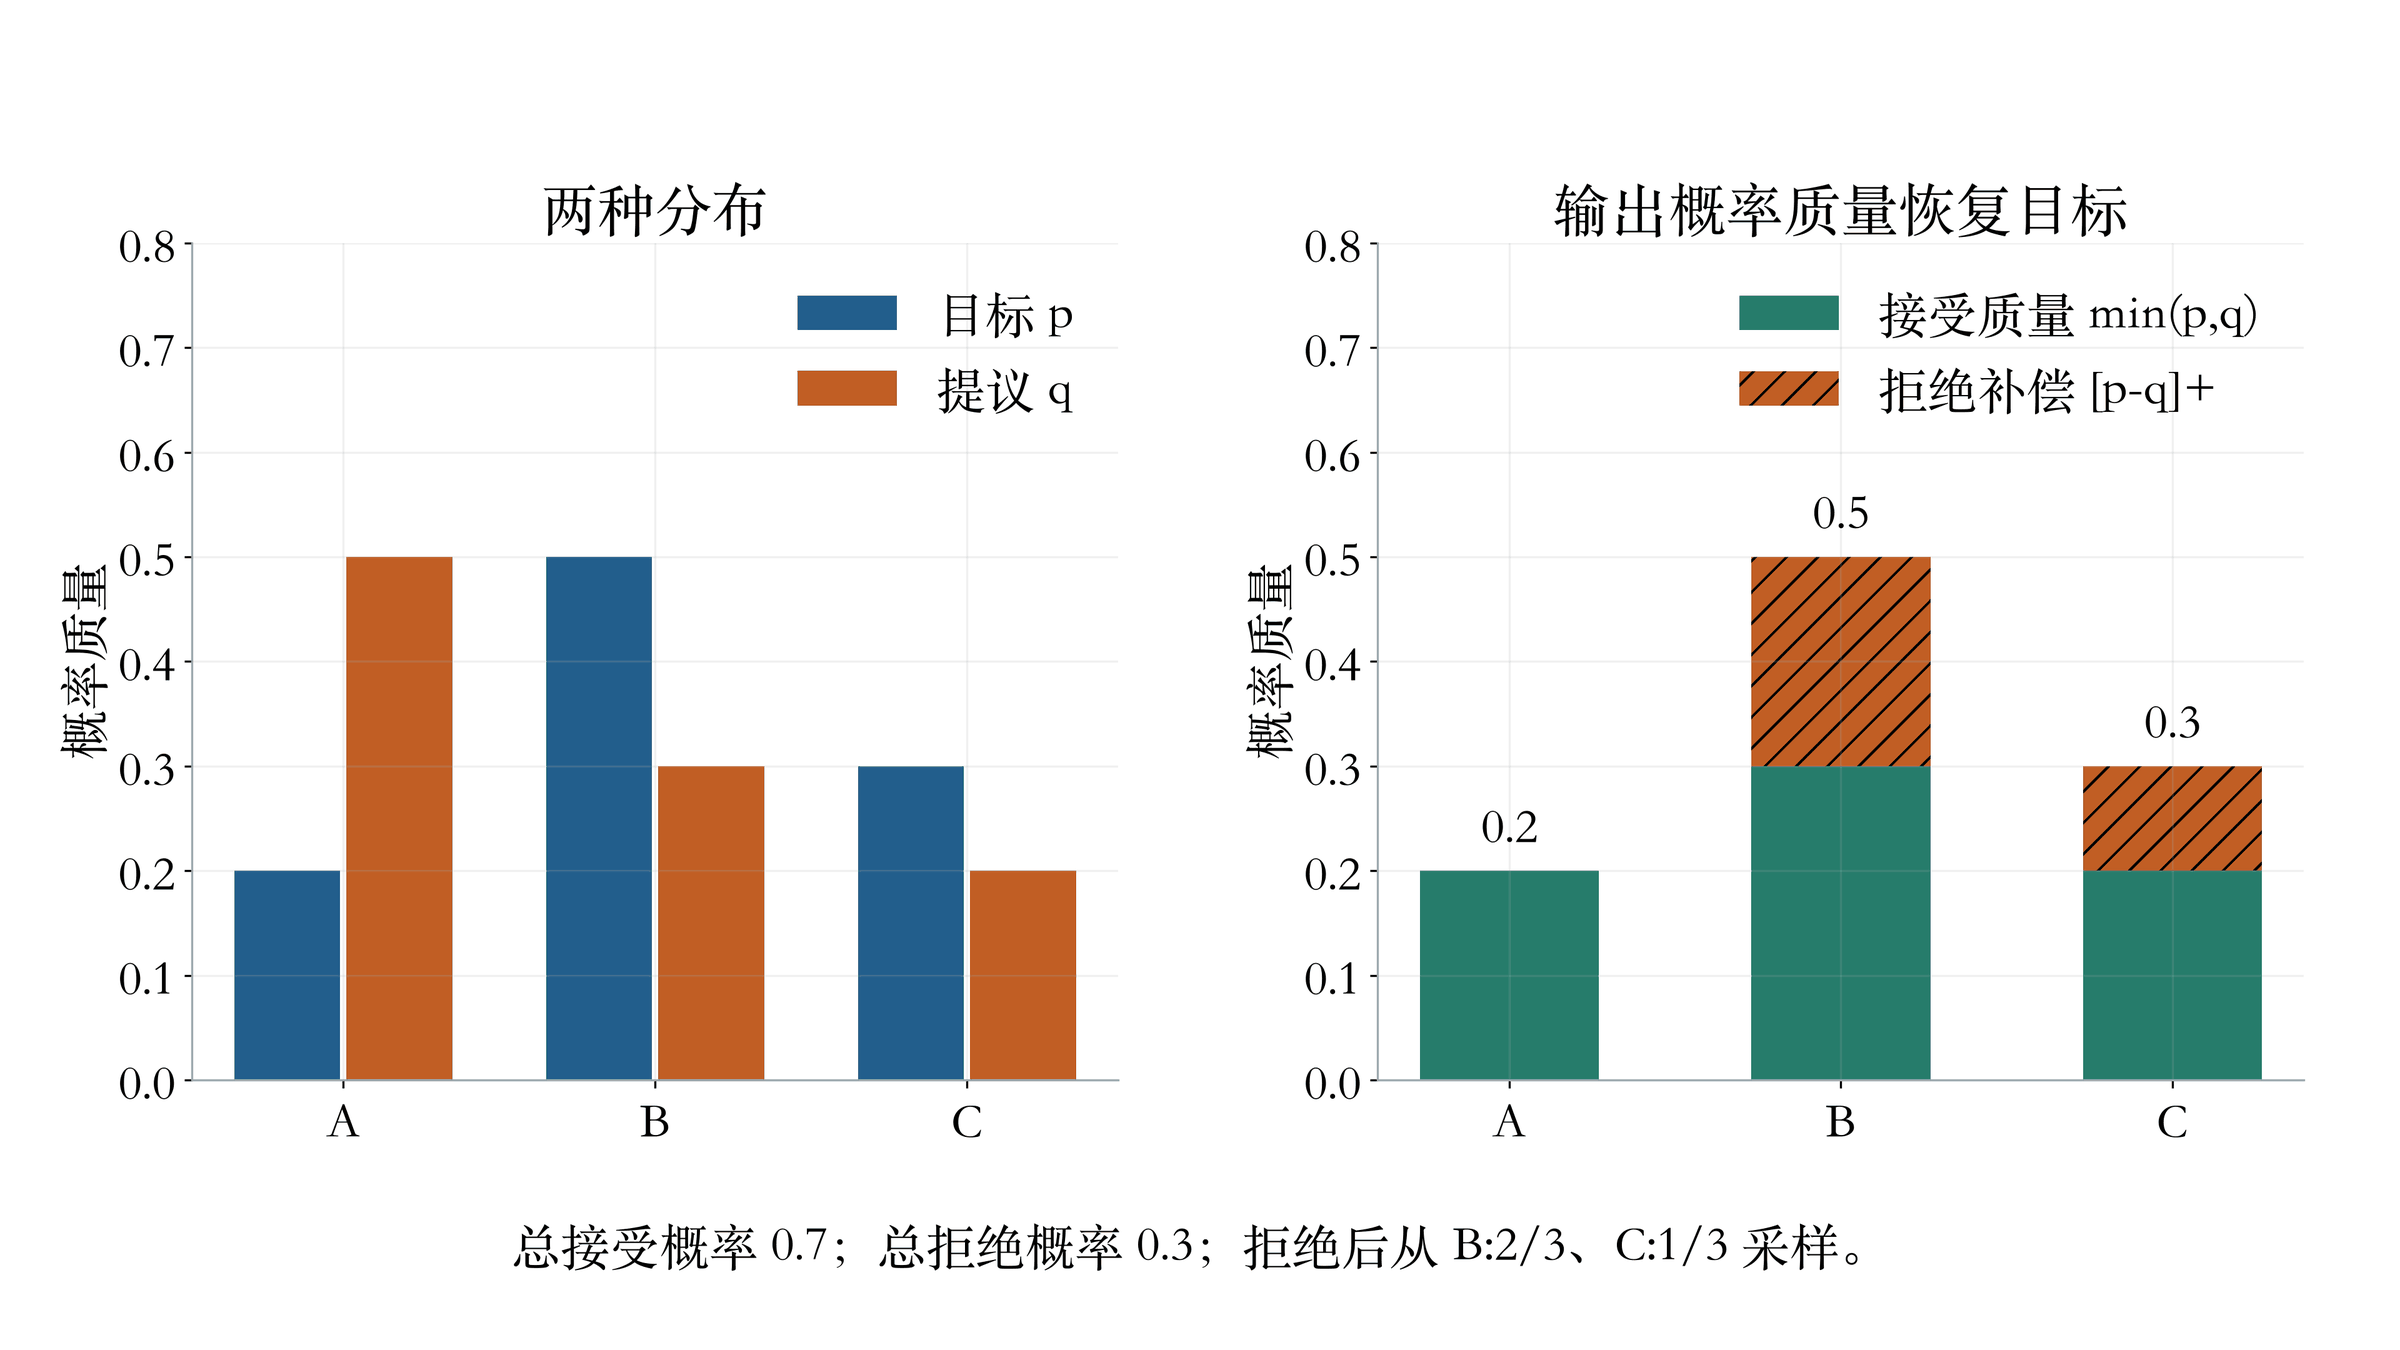 两种分布
概率质量
0.8
0.7
0.6
0.5
0.4
0.3
0.2
0.1
0.0
目标 p
提议 q
A
B
C
输出概率质量恢复目标
概率质量
0.8
0.7
0.6
0.5
0.4
0.3
0.2
0.1
0.0
接受质量 min(p,q)
拒绝补偿 [p-q]+
0.2
0.5
0.3
A
B
C
总接受概率 0.7；总拒绝概率 0.3；拒绝后从 B:2/3、C:1/3 采样。